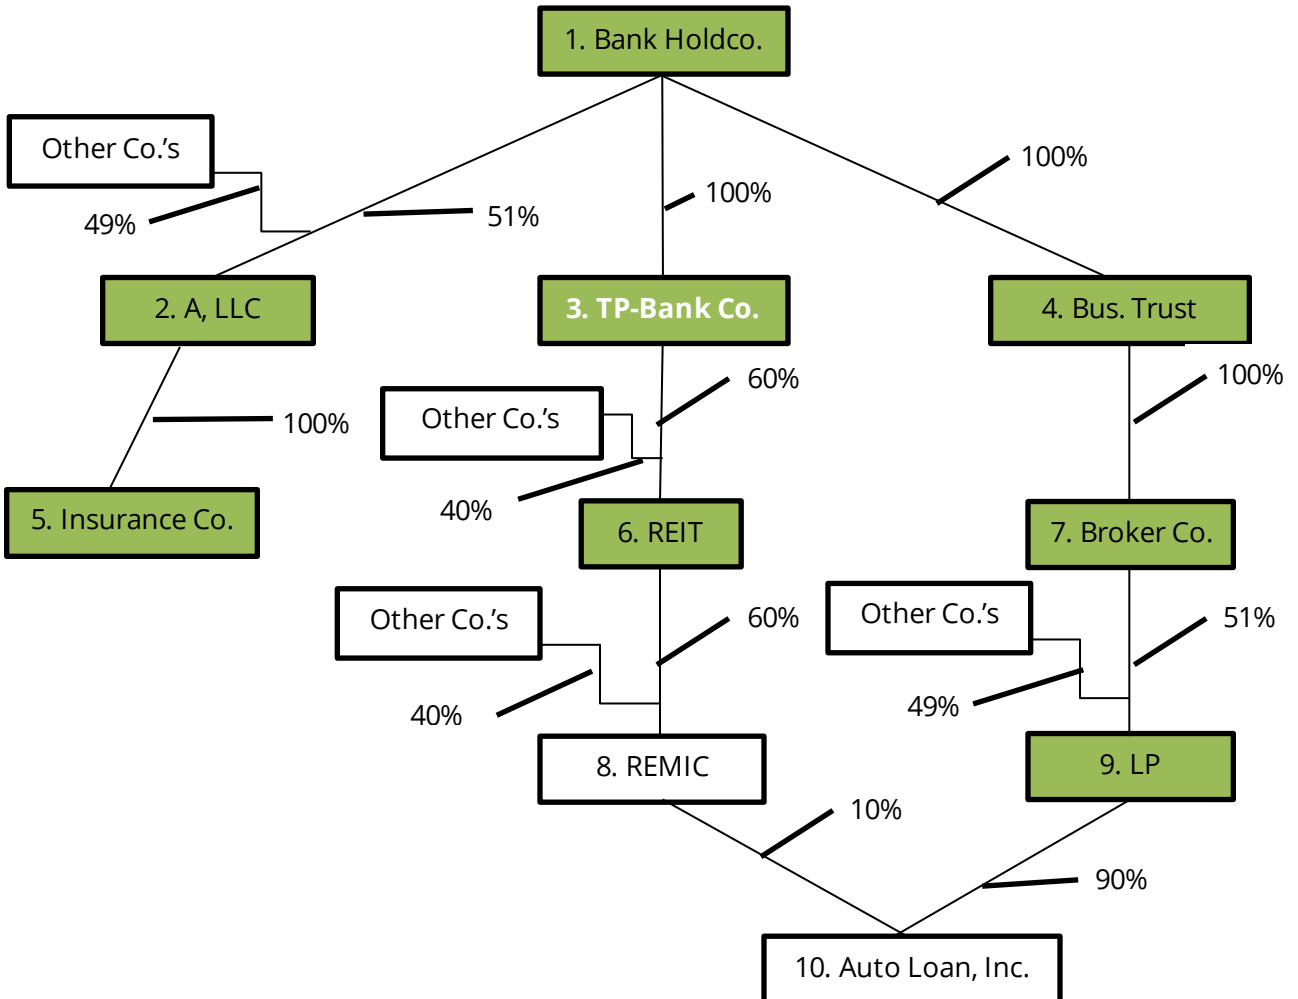 1. Bank Holdco.
Other Co.'s
100%
100%
49%
51%
2. A, LLC
3. TP-Bank Co.
4. Bus. Trust
60%
100%
Other Co.'s
100%
40%
5. Insurance Co.
6. REIT
7. Broker Co.
Other Co.'s
60%
Other Co.'s
51%
40%
49%
8. REMIC
9. LP
10%
90%
10. Auto Loan, Inc.